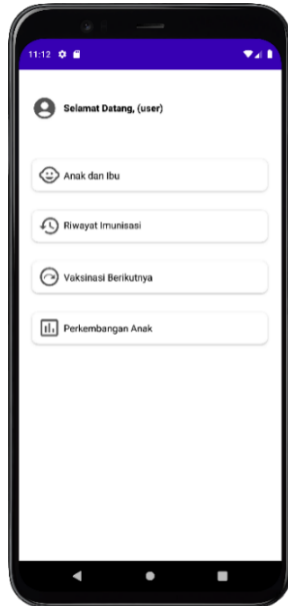 11:12
Selamat Datang, (user)
Anak dan Ibu
Riwayat Imunisasi
Vaksinasi Berikutnya
Perkembangan Anak